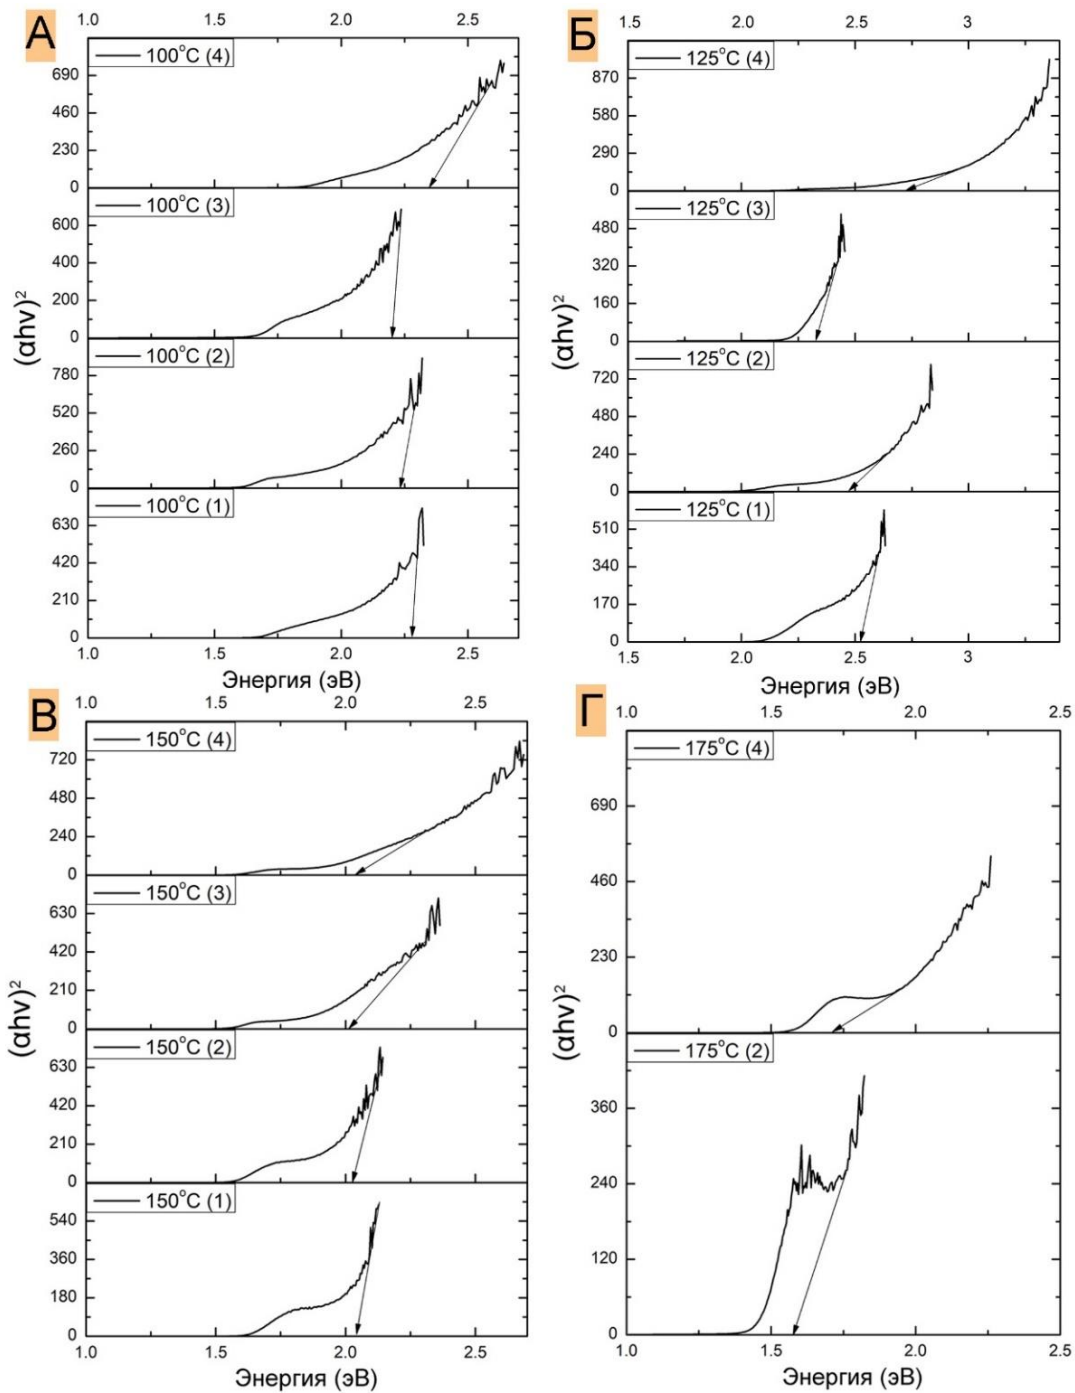 А
1.0 1.5 2.0 2.5
100°C (4)
690
460
230
0
100°C (3)
600
400
200
0
100°C (2)
780
520
260
0
100°C (1)
630
420
210
0
1.0 1.5 2.0 2.5
Энергия (эВ)
(αhν)²
Б
1.5 2.0 2.5 3
125°C (4)
870
580
290
0
125°C (3)
480
320
160
0
125°C (2)
720
480
240
0
125°C (1)
510
340
170
0
1.5 2.0 2.5 3
Энергия (эВ)
(αhν)²
В
1.0 1.5 2.0 2.5
150°C (4)
720
480
240
0
150°C (3)
630
420
210
0
150°C (2)
630
420
210
0
150°C (1)
540
360
180
0
1.0 1.5 2.0 2.5
Энергия (эВ)
(αhν)²
Г
1.0 1.5 2.0 2.5
175°C (4)
690
460
230
0
175°C (2)
360
240
120
0
1.0 1.5 2.0 2.5
Энергия (эВ)
(αhν)²